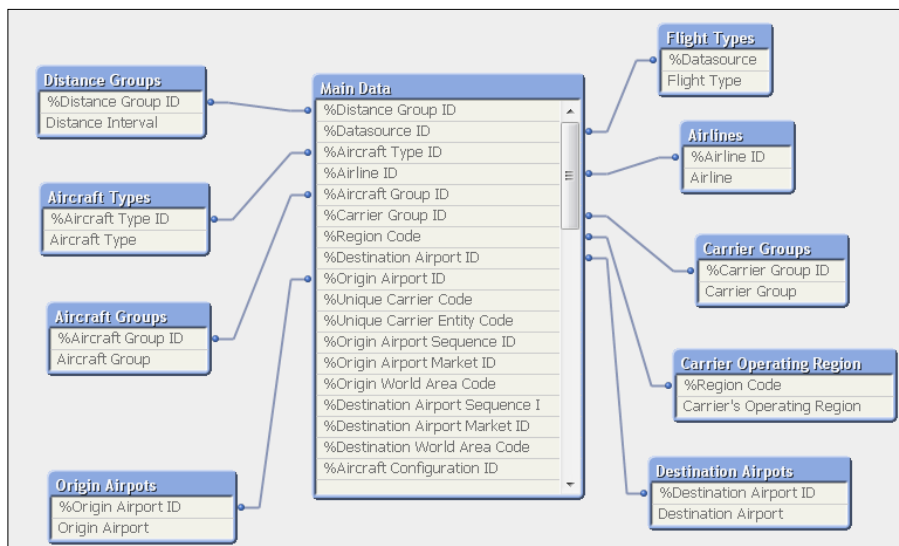 Distance Groups
%Distance Group ID
Distance Interval
Aircraft Types
%Aircraft Type ID
Aircraft Type
Aircraft Groups
%Aircraft Group ID
Aircraft Group
Origin Airpots
%Origin Airport ID
Origin Airport
Main Data
%Distance Group ID
%Datasource ID
%Aircraft Type ID
%Airline ID
%Aircraft Group ID
%Carrier Group ID
%Region Code
%Destination Airport ID
%Origin Airport ID
%Unique Carrier Code
%Unique Carrier Entity Code
%Origin Airport Sequence ID
%Origin Airport Market ID
%Origin World Area Code
%Destination Airport Sequence I
%Destination Airport Market ID
%Destination World Area Code
%Aircraft Configuration ID
Flight Types
%Datasource
Flight Type
Airlines
%Airline ID
Airline
Carrier Groups
%Carrier Group ID
Carrier Group
Carrier Operating Region
%Region Code
Carrier's Operating Region
Destination Airpots
%Destination Airport ID
Destination Airport